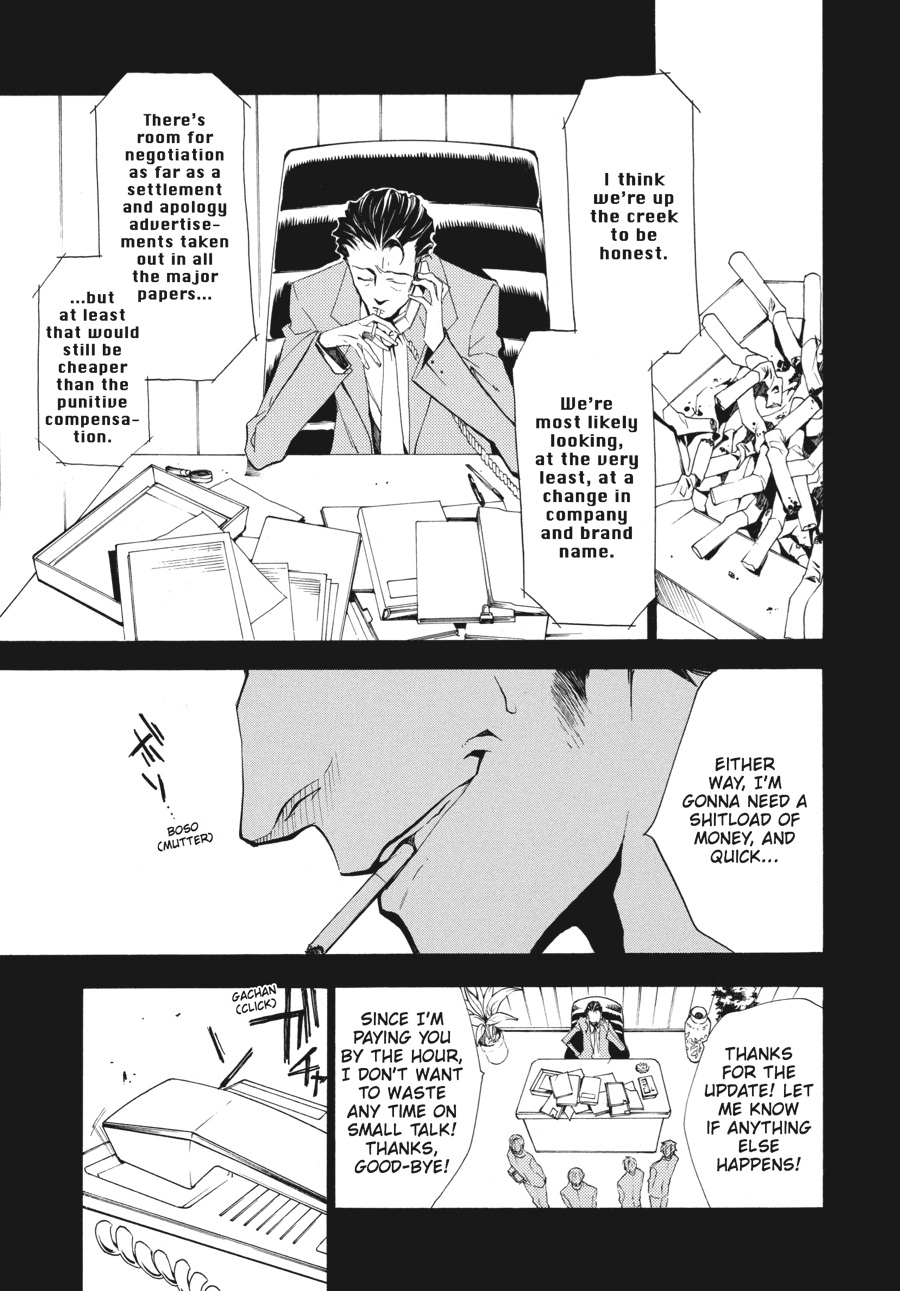 I think
we're up
the creek
to be
honest.
We're
most likely
looking,
at the very
least, at a
change in
company
and brand
name.
There's
room for
negotiation
as far as a
settlement
and apology
advertise-
ments taken
out in all
the major
papers...
...but
at least
that would
still be
cheaper
than the
punitive
compensa-
tion.
EITHER
WAY, I'M
GONNA NEED A
SHITLOAD OF
MONEY, AND
QUICK...
ボソッ…
BOSO
(MUTTER)
THANKS
FOR THE
UPDATE! LET
ME KNOW
IF ANYTHING
ELSE
HAPPENS!
SINCE I'M
PAYING YOU
BY THE HOUR,
I DON'T WANT
TO WASTE
ANY TIME ON
SMALL TALK!
THANKS,
GOOD-BYE!
GACHAN
(CLICK)